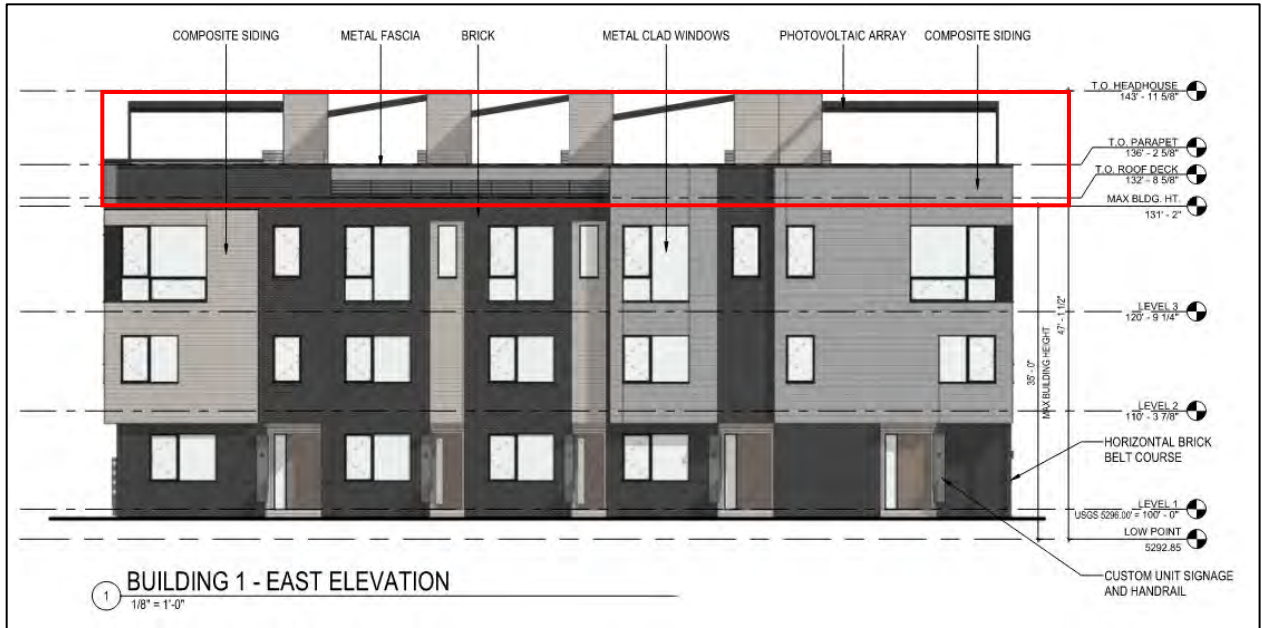 COMPOSITE SIDING
METAL FASCIA
BRICK
METAL CLAD WINDOWS
PHOTOVOLTAIC ARRAY
COMPOSITE SIDING
T.O. HEADHOUSE
143' - 11 5/8"
T.O. PARAPET
136' - 2 5/8"
T.O. ROOF DECK
132' - 8 5/8"
MAX BLDG. HT.
131' - 2"
LEVEL 3
120' - 9 1/4"
47' - 1 1/2"
35' - 0"
MAX BUILDING HEIGHT
LEVEL 2
110' - 3 7/8"
HORIZONTAL BRICK
BELT COURSE
LEVEL 1
USGS 5296.00' = 100' - 0"
LOW POINT
5292.85
CUSTOM UNIT SIGNAGE
AND HANDRAIL
1
BUILDING 1 - EAST ELEVATION
1/8" = 1'-0"